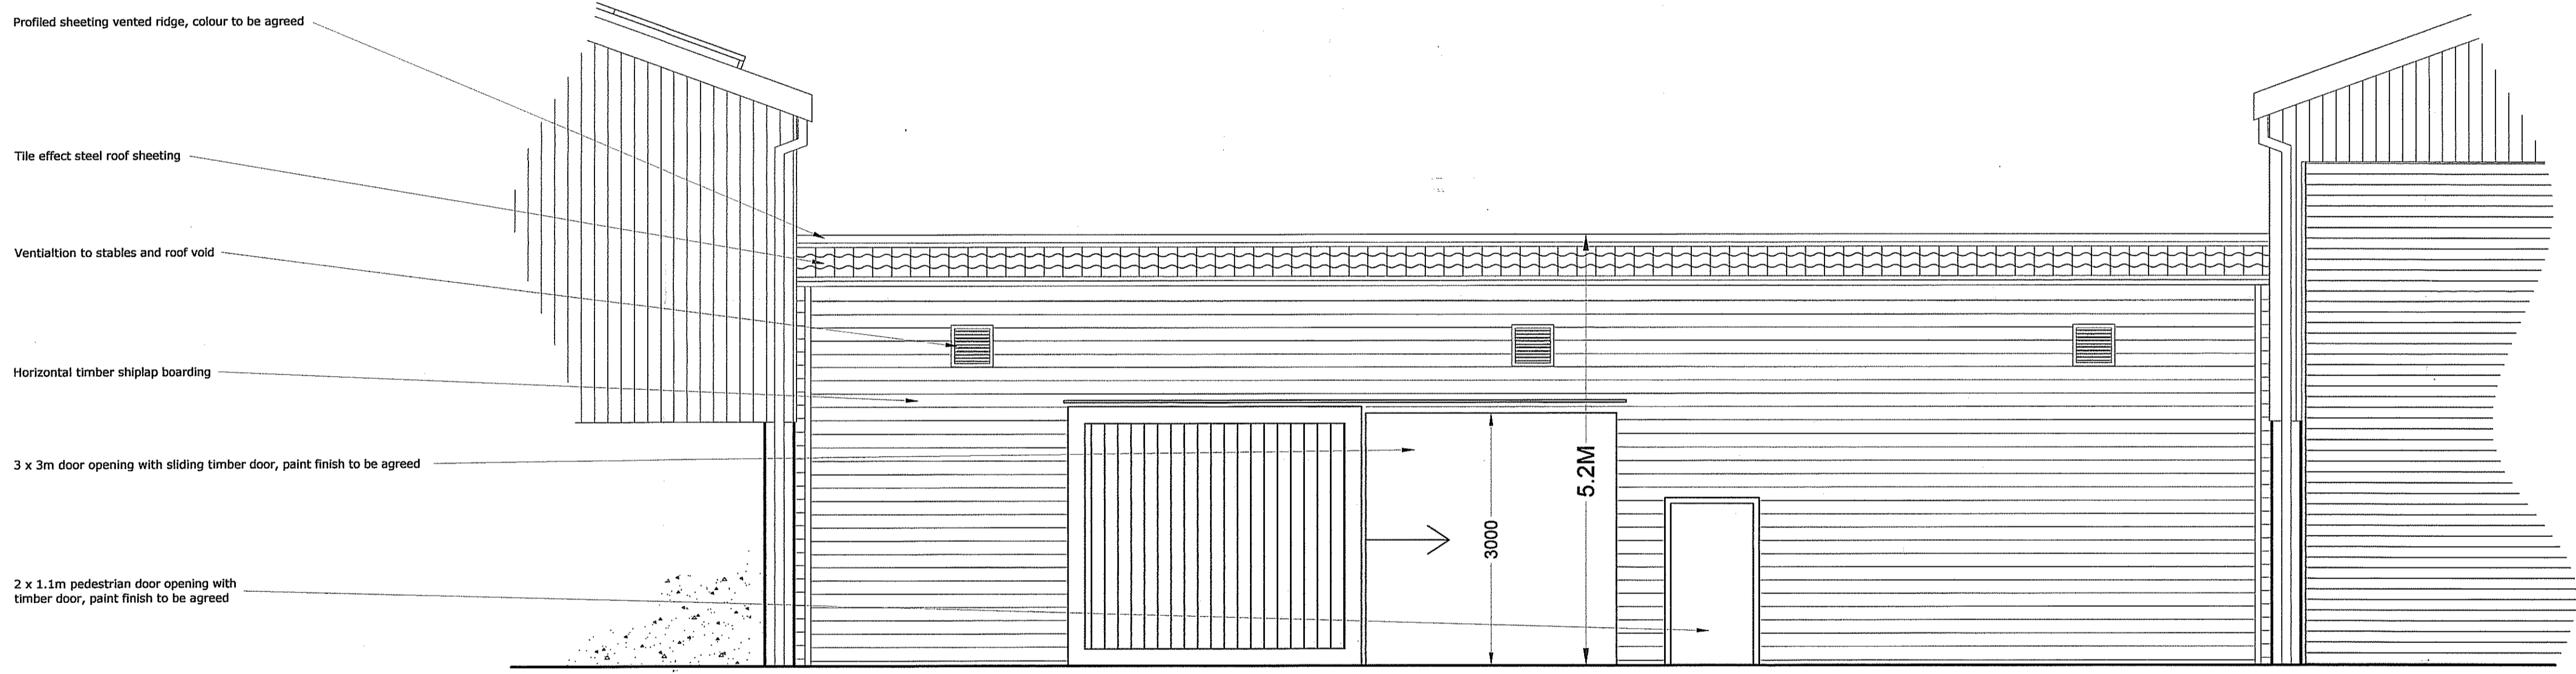 Profiled sheeting vented ridge, colour to be agreed
Tile effect steel roof sheeting
Ventialtion to stables and roof void
Horizontal timber shiplap boarding
3 x 3m door opening with sliding timber door, paint finish to be agreed
2 x 1.1m pedestrian door opening with
timber door, paint finish to be agreed
3000
5.2M